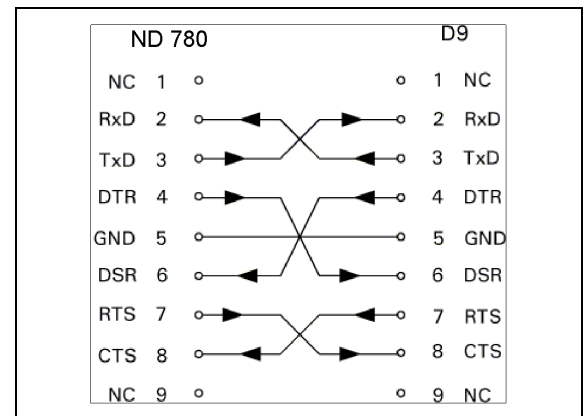 ND 780 D9
NC 1 1 NC
RxD 2 2 RxD
TxD 3 3 TxD
DTR 4 4 DTR
GND 5 5 GND
DSR 6 6 DSR
RTS 7 7 RTS
CTS 8 8 CTS
NC 9 9 NC